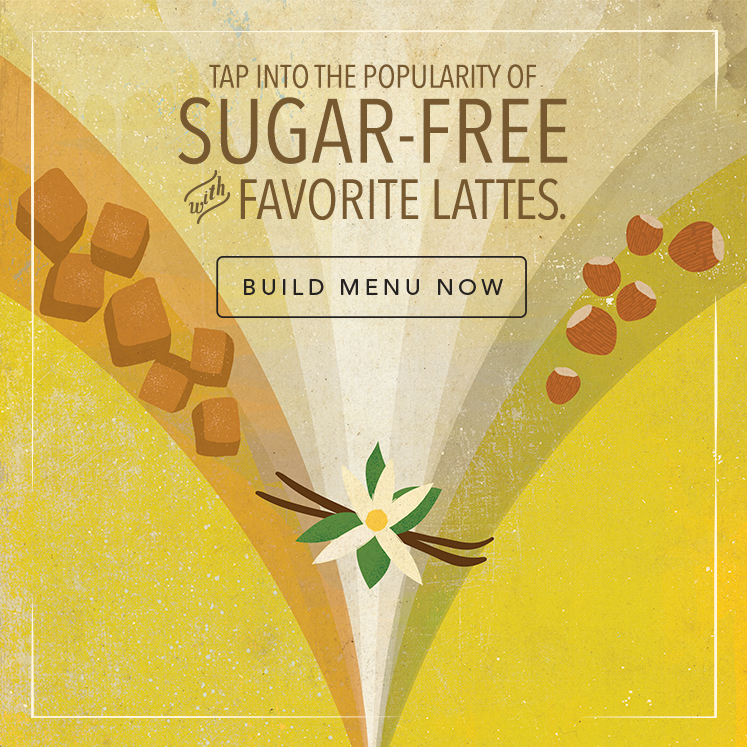 TAP INTO THE POPULARITY OF
SUGAR-FREE
with FAVORITE LATTES.
BUILD MENU NOW